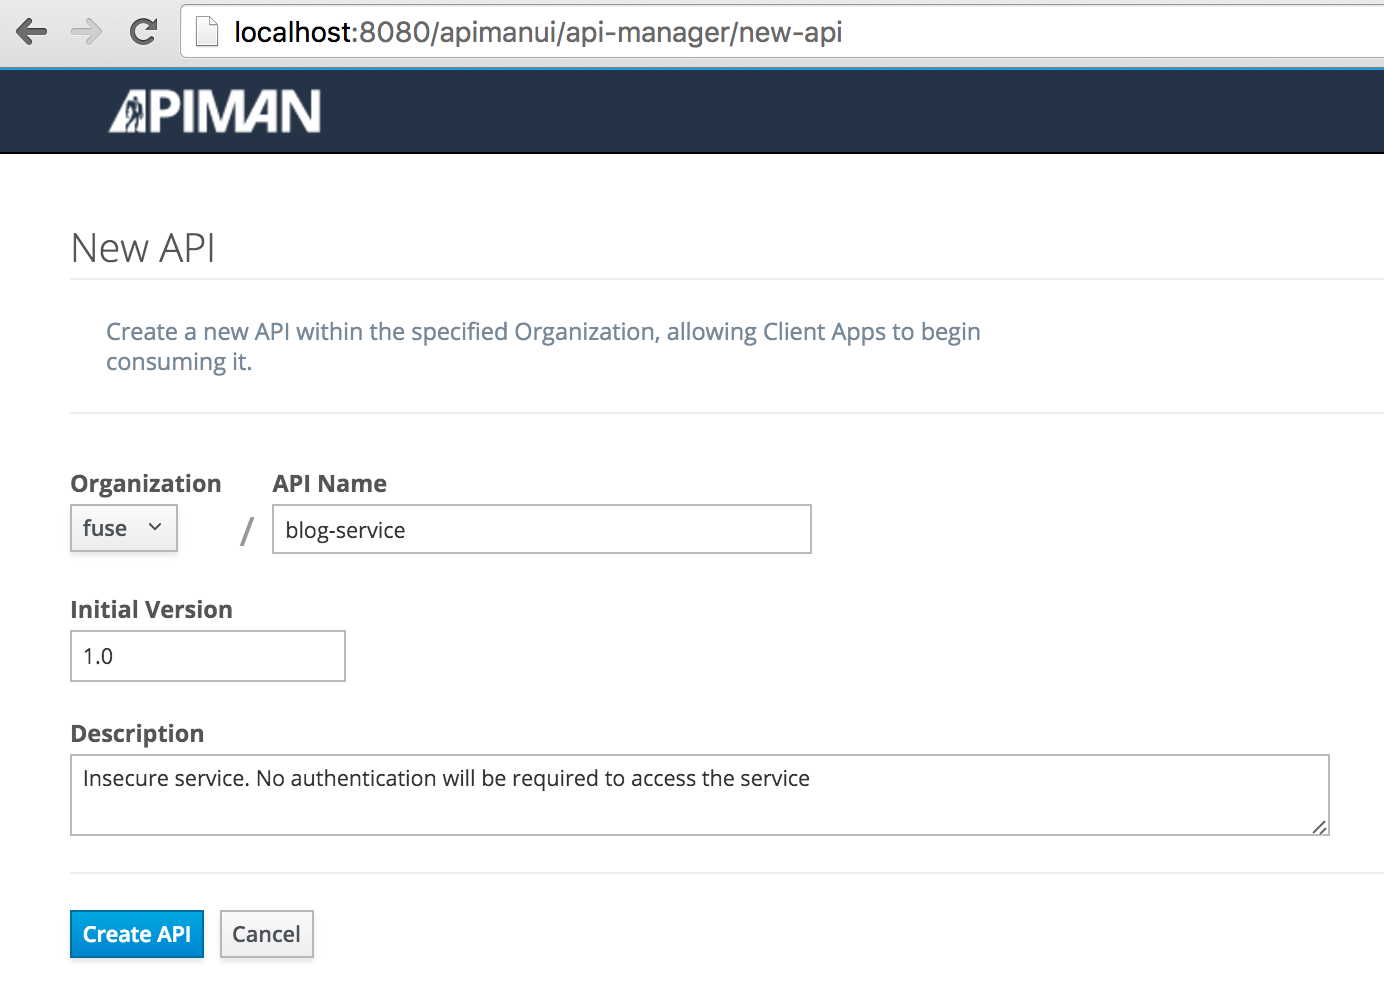 localhost:8080/apimanui/api-manager/new-api
APIMAN
New API
Create a new API within the specified Organization, allowing Client Apps to begin
consuming it.
Organization
API Name
fuse
/
blog-service
Initial Version
1.0
Description
Insecure service. No authentication will be required to access the service
Create API
Cancel